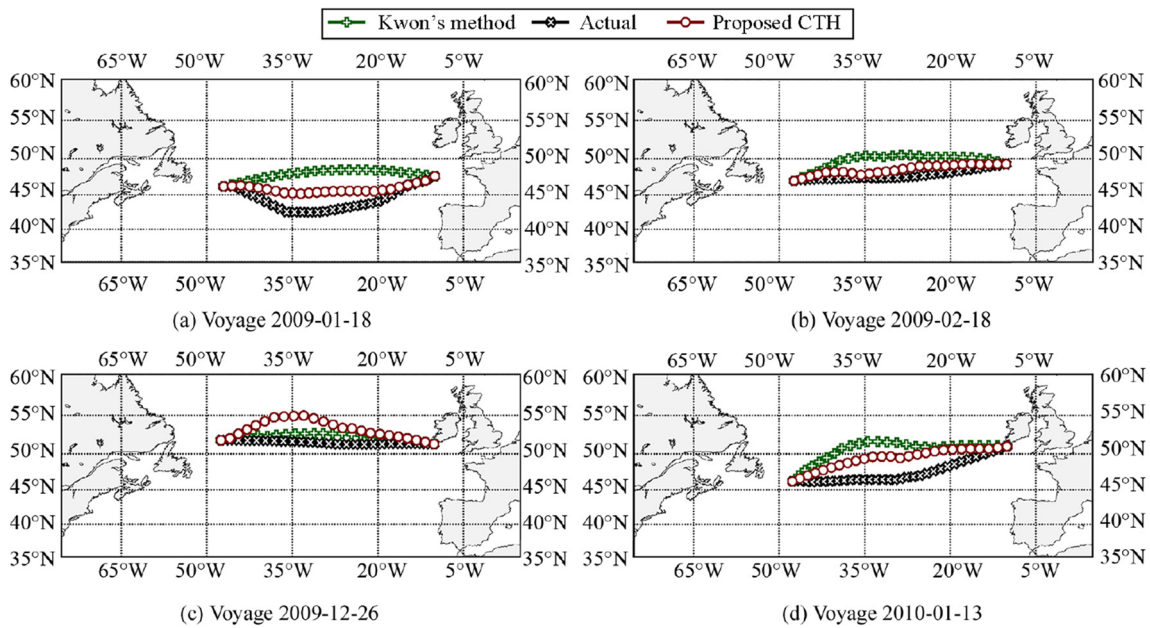 Kwon's method Actual Proposed CTH
65°W 50°W 35°W 20°W 5°W 65°W 50°W 35°W 20°W 5°W
60°N 60°N 60°N 60°N
55°N 55°N 55°N 55°N
50°N 50°N 50°N 50°N
45°N 45°N 45°N 45°N
40°N 40°N 40°N 40°N
35°N 35°N 35°N 35°N
65°W 50°W 35°W 20°W 5°W 65°W 50°W 35°W 20°W 5°W
(a) Voyage 2009-01-18 (b) Voyage 2009-02-18
65°W 50°W 35°W 20°W 5°W 65°W 50°W 35°W 20°W 5°W
60°N 60°N 60°N 60°N
55°N 55°N 55°N 55°N
50°N 50°N 50°N 50°N
45°N 45°N 45°N 45°N
40°N 40°N 40°N 40°N
35°N 35°N 35°N 35°N
65°W 50°W 35°W 20°W 5°W 65°W 50°W 35°W 20°W 5°W
(c) Voyage 2009-12-26 (d) Voyage 2010-01-13